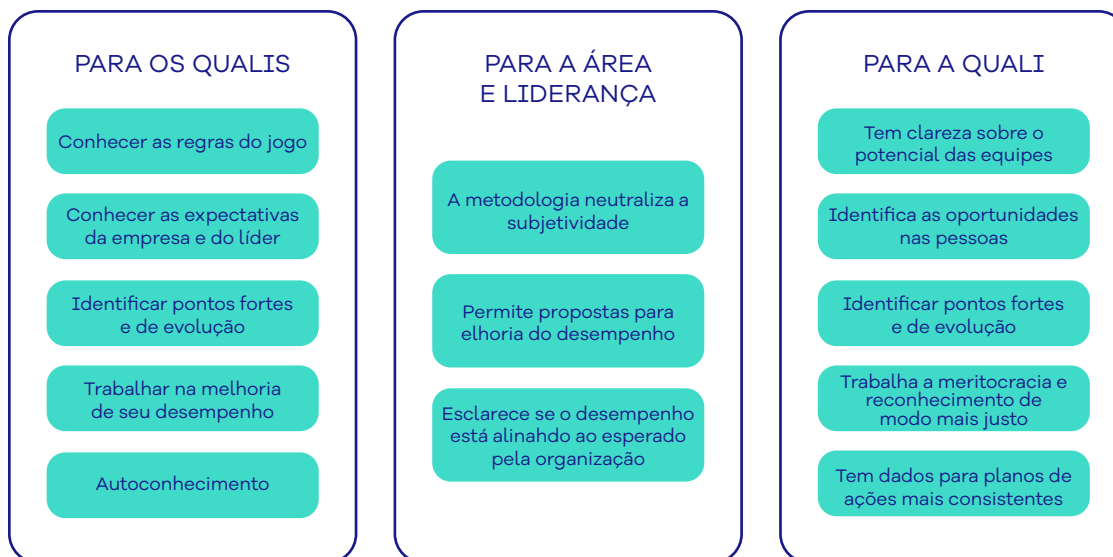 PARA OS QUALIS
Conhecer as regras do jogo
Conhecer as expectativas
da empresa e do líder
Identificar pontos fortes
e de evolução
Trabalhar na melhoria
de seu desempenho
Autoconhecimento
PARA A ÁREA
E LIDERANÇA
A metodologia neutraliza a
subjetividade
Permite propostas para
elhoria do desempenho
Esclarece se o desempenho
está alinahdo ao esperado
pela organização
PARA A QUALI
Tem clareza sobre o
potencial das equipes
Identifica as oportunidades
nas pessoas
Identificar pontos fortes
e de evolução
Trabalha a meritocracia e
reconhecimento de
modo mais justo
Tem dados para planos de
ações mais consistentes